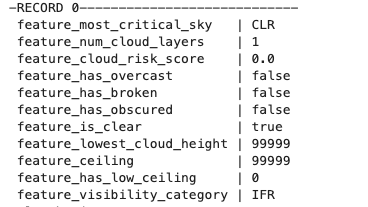 -RECORD 0----------------------------
feature_most_critical_sky | CLR
feature_num_cloud_layers | 1
feature_cloud_risk_score | 0.0
feature_has_overcast | false
feature_has_broken | false
feature_has_obscured | false
feature_is_clear | true
feature_lowest_cloud_height | 99999
feature_ceiling | 99999
feature_has_low_ceiling | 0
feature_visibility_category | IFR